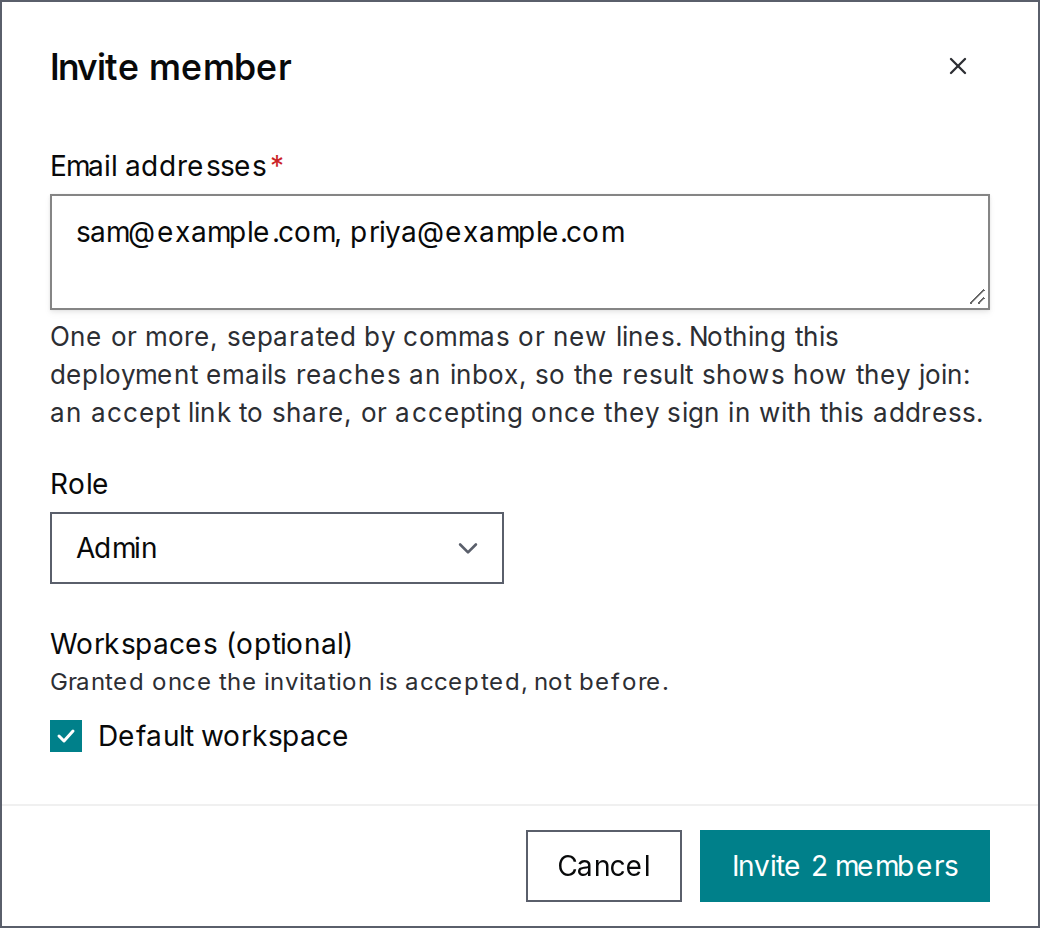 Invite member
Email addresses*
sam@example.com, priya@example.com
One or more, separated by commas or new lines. Nothing this
deployment emails reaches an inbox, so the result shows how they join:
an accept link to share, or accepting once they sign in with this address.
Role
Admin
Workspaces (optional)
Granted once the invitation is accepted, not before.
Default workspace
Cancel
Invite 2 members